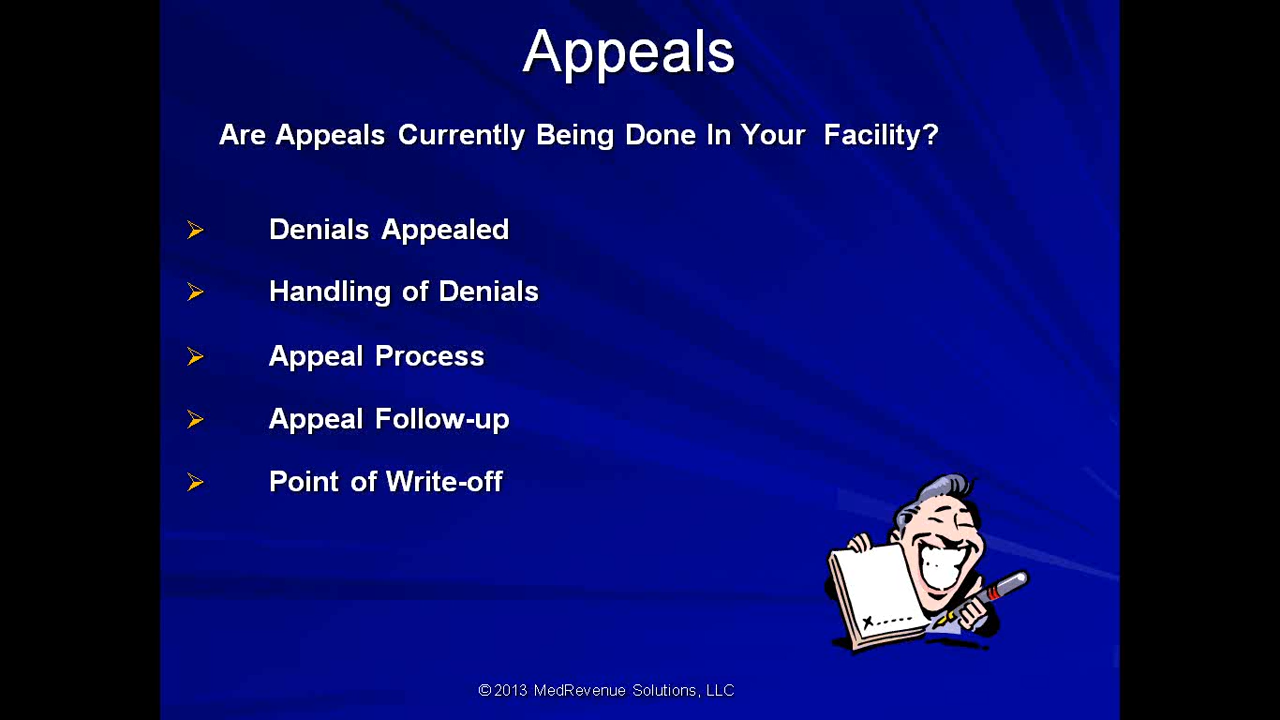 Appeals
Are Appeals Currently Being Done In Your Facility?
Denials Appealed
Handling of Denials
Appeal Process
Appeal Follow-up
Point of Write-off
x
©2013 MedRevenue Solutions, LLC